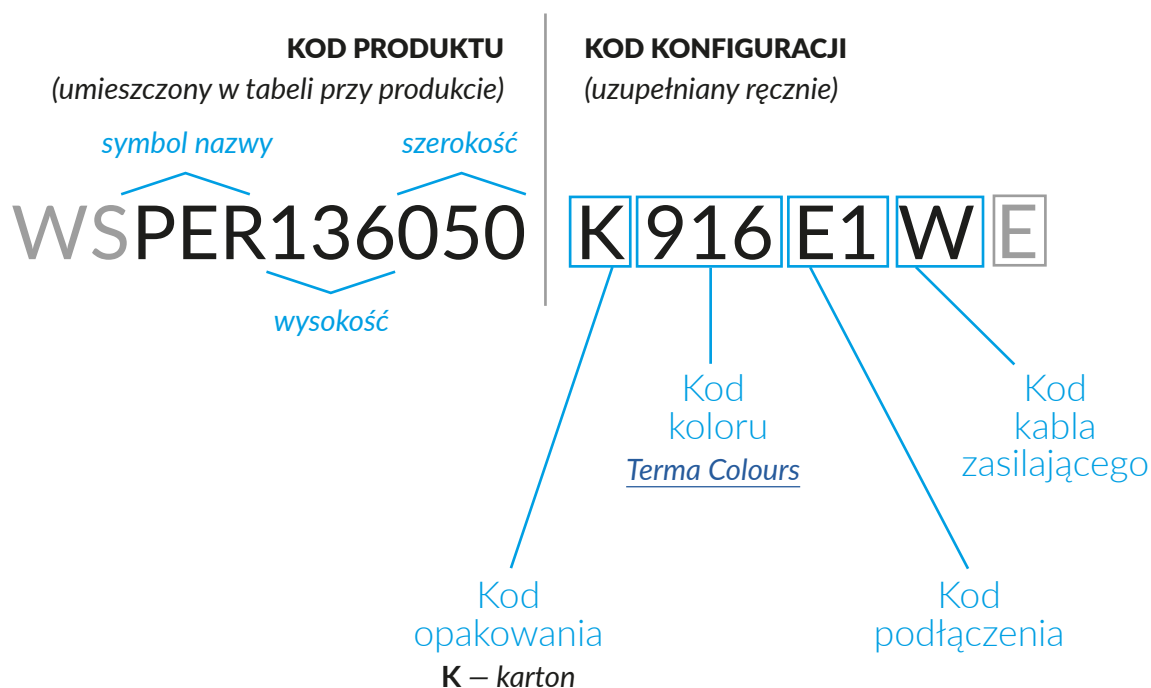 KOD PRODUKTU
(umieszczony w tabeli przy produkcie)
KOD KONFIGURACJI
(uzupełniany ręcznie)
symbol nazwy
szerokość
WSPER136050
K 916 E1 W E
wysokość
Kod
koloru
Terma Colours
Kod
kabla
zasilającego
Kod
opakowania
K – karton
Kod
podłączenia